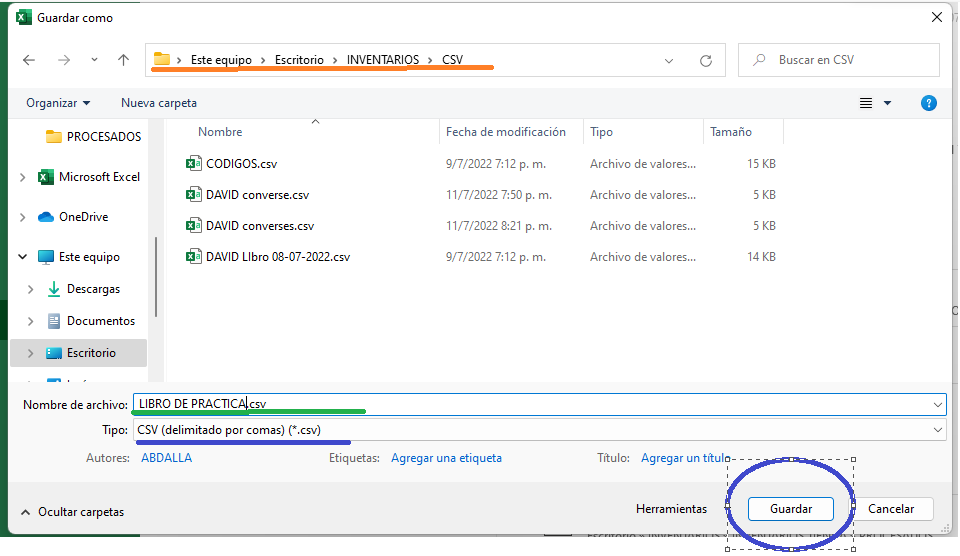 Guardar como
Este equipo > Escritorio > INVENTARIOS > CSV
Buscar en CSV
Organizar
Nueva carpeta
?
Nombre
Fecha de modificación
Tipo
Tamaño
PROCESADOS
Microsoft Excel
OneDrive
Este equipo
Descargas
Documentos
Escritorio
CODIGOS.csv 9/7/2022 7:12 p. m. Archivo de valores... 15 KB
DAVID converse.csv 11/7/2022 7:50 p. m. Archivo de valores... 5 KB
DAVID converses.csv 11/7/2022 8:21 p. m. Archivo de valores... 5 KB
DAVID LIbro 08-07-2022.csv 9/7/2022 7:12 p. m. Archivo de valores... 14 KB
Nombre de archivo: LIBRO DE PRACTICA.csv
Tipo: CSV (delimitado por comas) (*.csv)
Autores: ABDALLA
Etiquetas: Agregar una etiqueta
Título: Agregar un título
Ocultar carpetas
Herramientas
Guardar
Cancelar